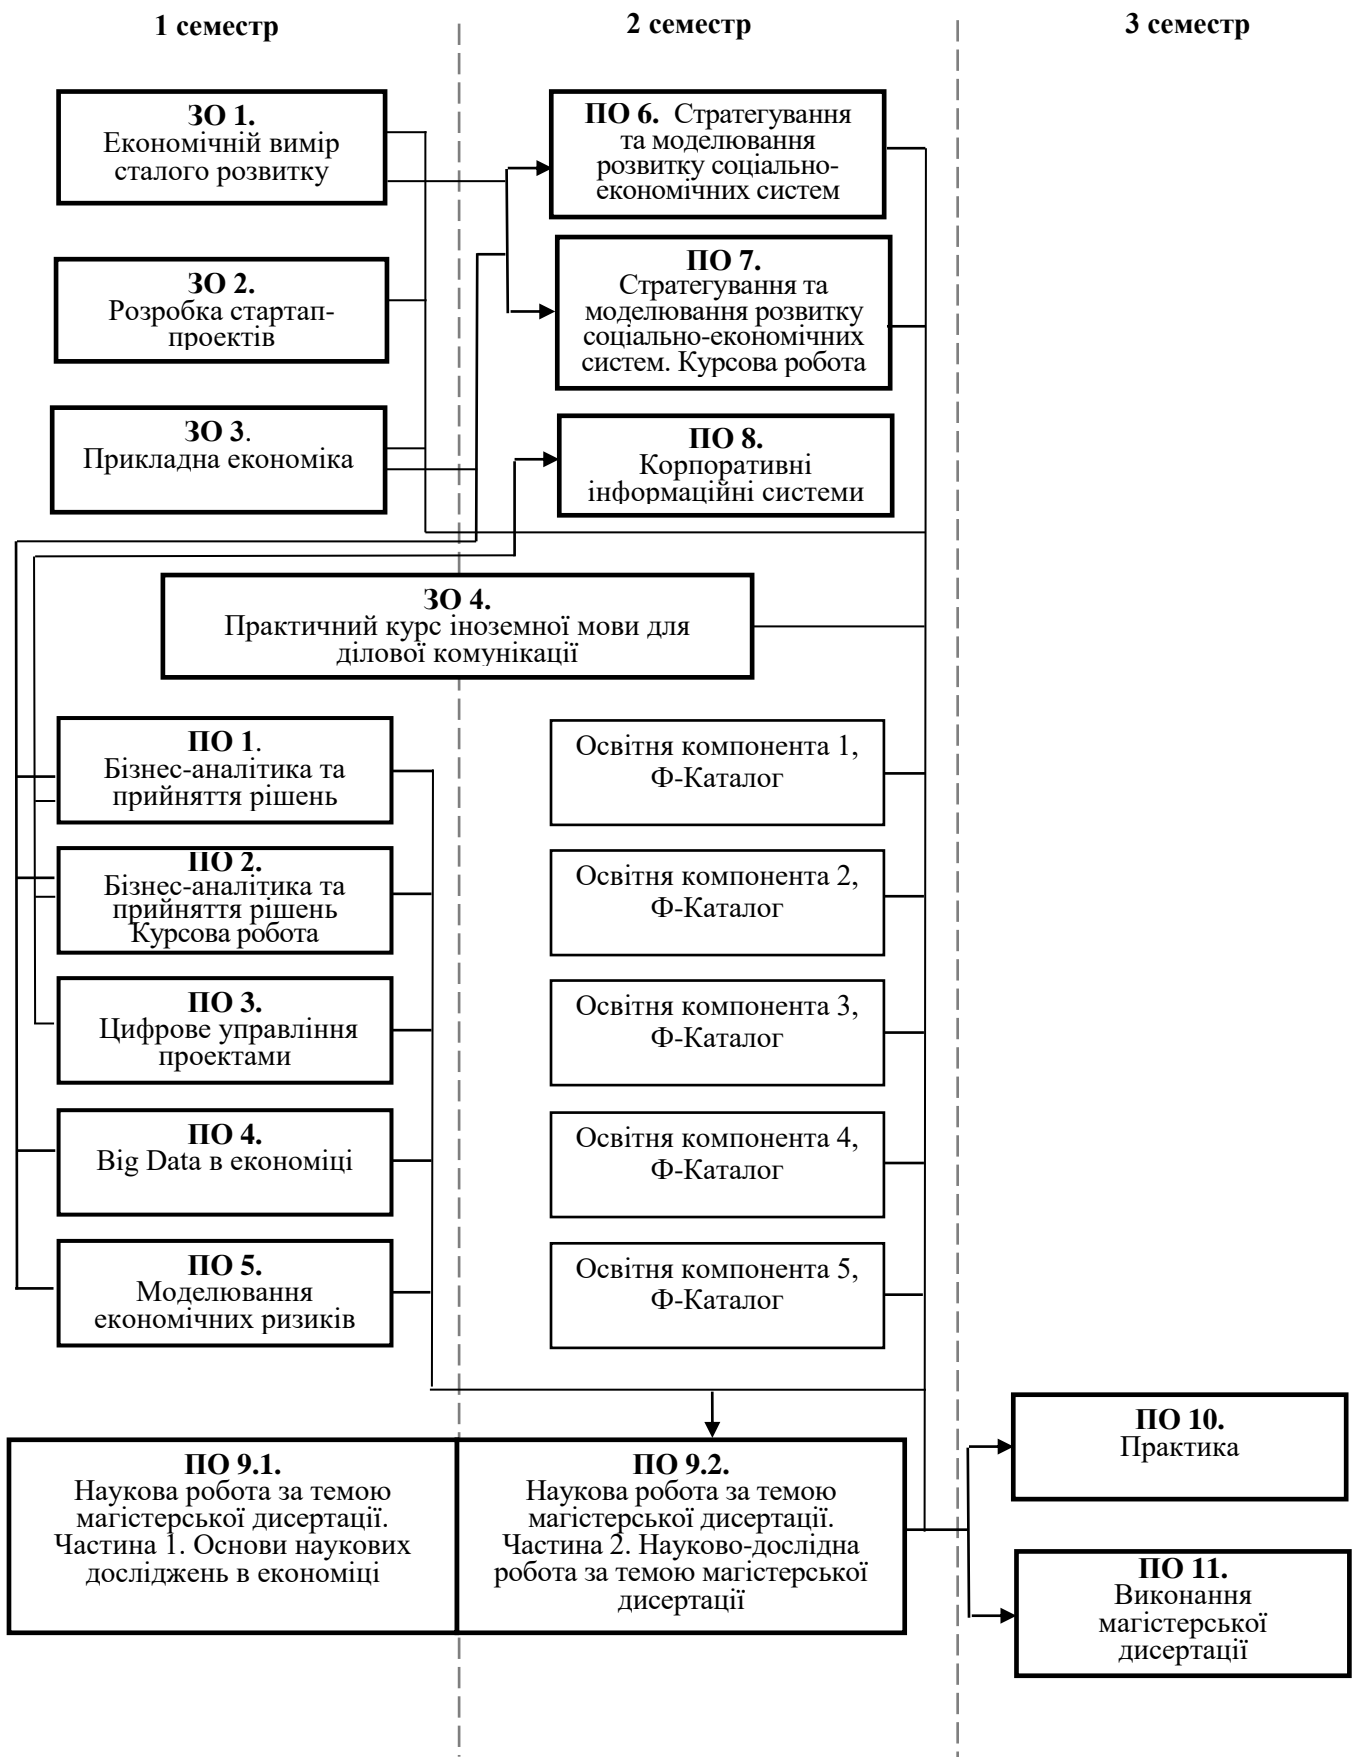 1 семестр
2 семестр
3 семестр
ЗО 1.
Економічній вимір
сталого розвитку
ПО 6. Стратегування
та моделювання
розвитку соціально-
економічних систем
ЗО 2.
Розробка стартап-
проектів
ПО 7.
Стратегування та
моделювання розвитку
соціально-економічних
систем. Курсова робота
ЗО 3.
Прикладна економіка
ПО 8.
Корпоративні
інформаційні системи
ЗО 4.
Практичний курс іноземної мови для
ділової комунікації
ПО 1.
Бізнес-аналітика та
прийняття рішень
Освітня компонента 1,
Ф-Каталог
ПО 2.
Бізнес-аналітика та
прийняття рішень
Курсова робота
Освітня компонента 2,
Ф-Каталог
ПО 3.
Цифрове управління
проектами
Освітня компонента 3,
Ф-Каталог
ПО 4.
Big Data в економіці
Освітня компонента 4,
Ф-Каталог
ПО 5.
Моделювання
економічних ризиків
Освітня компонента 5,
Ф-Каталог
ПО 9.1.
Наукова робота за темою
магістерської дисертації.
Частина 1. Основи наукових
досліджень в економіці
ПО 9.2.
Наукова робота за темою
магістерської дисертації.
Частина 2. Науково-дослідна
робота за темою магістерської
дисертації
ПО 10.
Практика
ПО 11.
Виконання
магістерської
дисертації